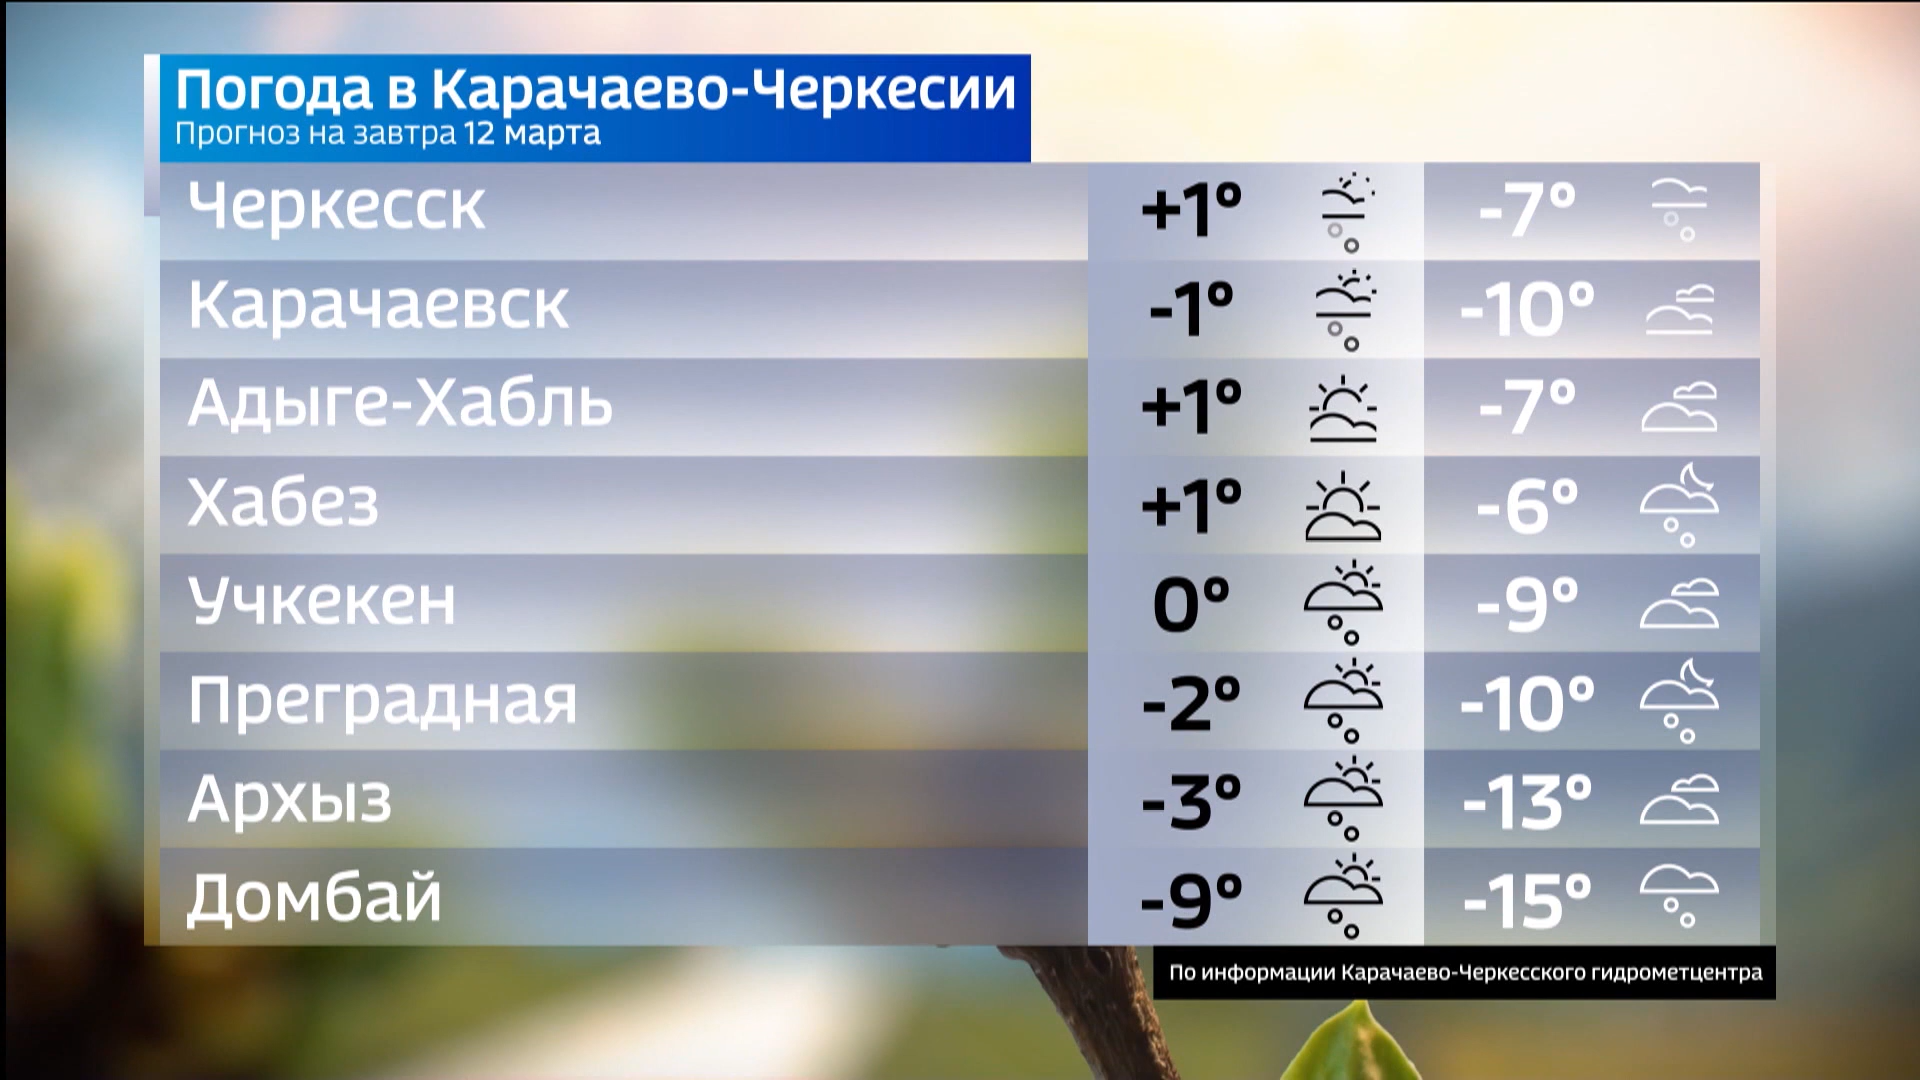 Погода в Карачаево-Черкесии
Прогноз на завтра 12 марта
Черкесск +1° -7°
Карачаевск -1° -10°
Адыге-Хабль +1° -7°
Хабез +1° -6°
Учкекен 0° -9°
Преградная -2° -10°
Архыз -3° -13°
Домбай -9° -15°
По информации Карачаево-Черкесского гидрометцентра